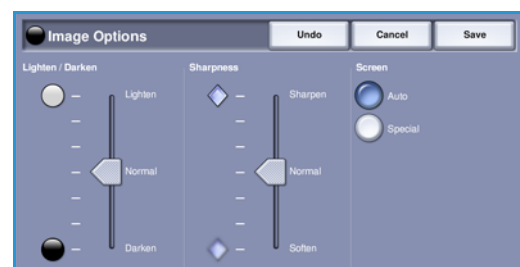 Image Options
Undo
Cancel
Save
Lighten / Darken
Sharpness
Screen
Lighten
Sharpen
Auto
Special
Normal
Normal
Darken
Soften